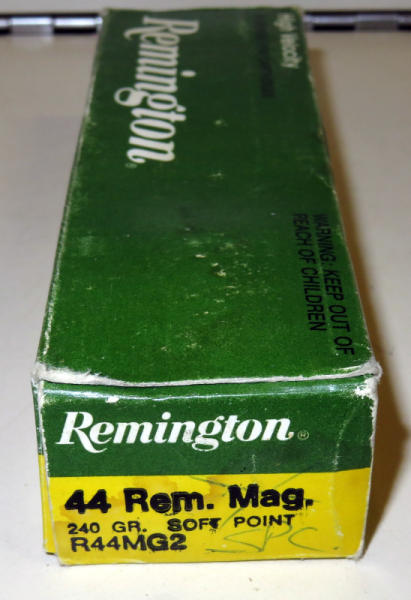 High velocity
Remington®
WARNING: KEEP OUT OF
REACH OF CHILDREN
Remington®
44 Rem. Mag.
240 GR. SOFT POINT
R44MG2
SPC.